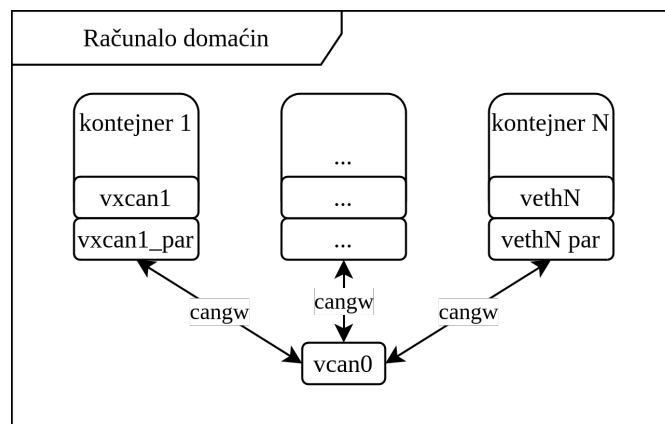 Računalo domaćin
kontejner 1
kontejner N
...
vxcan1
...
vethN
vxcan1_par
...
vethN par
cangw
cangw
cangw
vcan0